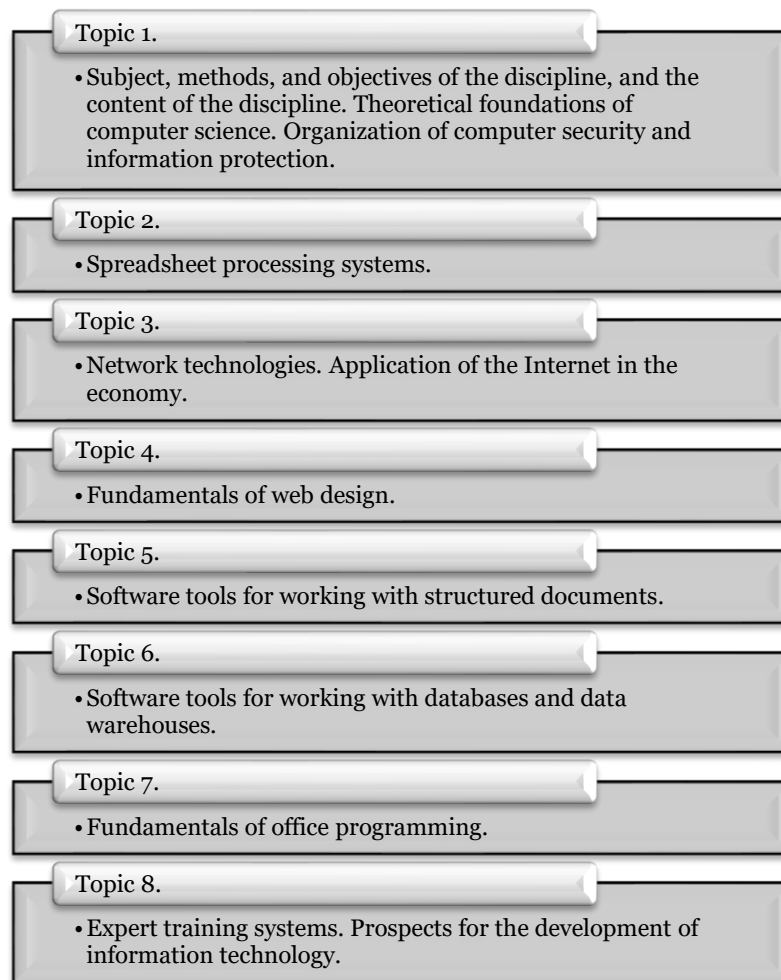 Topic 1.
• Subject, methods, and objectives of the discipline, and the
content of the discipline. Theoretical foundations of
computer science. Organization of computer security and
information protection.
Topic 2.
• Spreadsheet processing systems.
Topic 3.
• Network technologies. Application of the Internet in the
economy.
Topic 4.
• Fundamentals of web design.
Topic 5.
• Software tools for working with structured documents.
Topic 6.
• Software tools for working with databases and data
warehouses.
Topic 7.
• Fundamentals of office programming.
Topic 8.
• Expert training systems. Prospects for the development of
information technology.